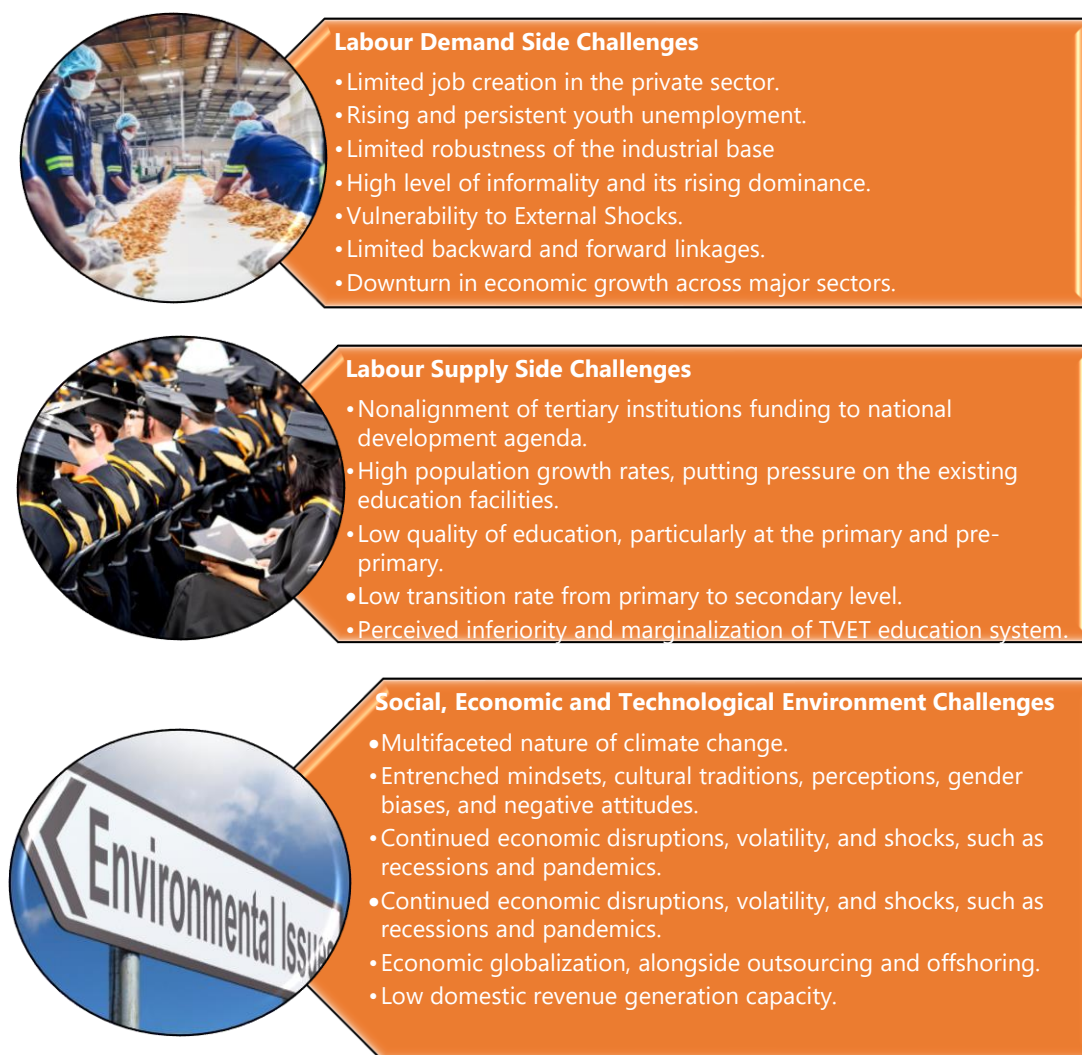 Labour Demand Side Challenges
•Limited job creation in the private sector.
•Rising and persistent youth unemployment.
•Limited robustness of the industrial base
•High level of informality and its rising dominance.
•Vulnerability to External Shocks.
•Limited backward and forward linkages.
•Downturn in economic growth across major sectors.
Labour Supply Side Challenges
•Nonalignment of tertiary institutions funding to national
development agenda.
•High population growth rates, putting pressure on the existing
education facilities.
•Low quality of education, particularly at the primary and pre-
primary.
•Low transition rate from primary to secondary level.
•Perceived inferiority and marginalization of TVET education system.
Social, Economic and Technological Environment Challenges
•Multifaceted nature of climate change.
•Entrenched mindsets, cultural traditions, perceptions, gender
biases, and negative attitudes.
•Continued economic disruptions, volatility, and shocks, such as
recessions and pandemics.
•Continued economic disruptions, volatility, and shocks, such as
recessions and pandemics.
•Economic globalization, alongside outsourcing and offshoring.
•Low domestic revenue generation capacity.
Environmental Issues